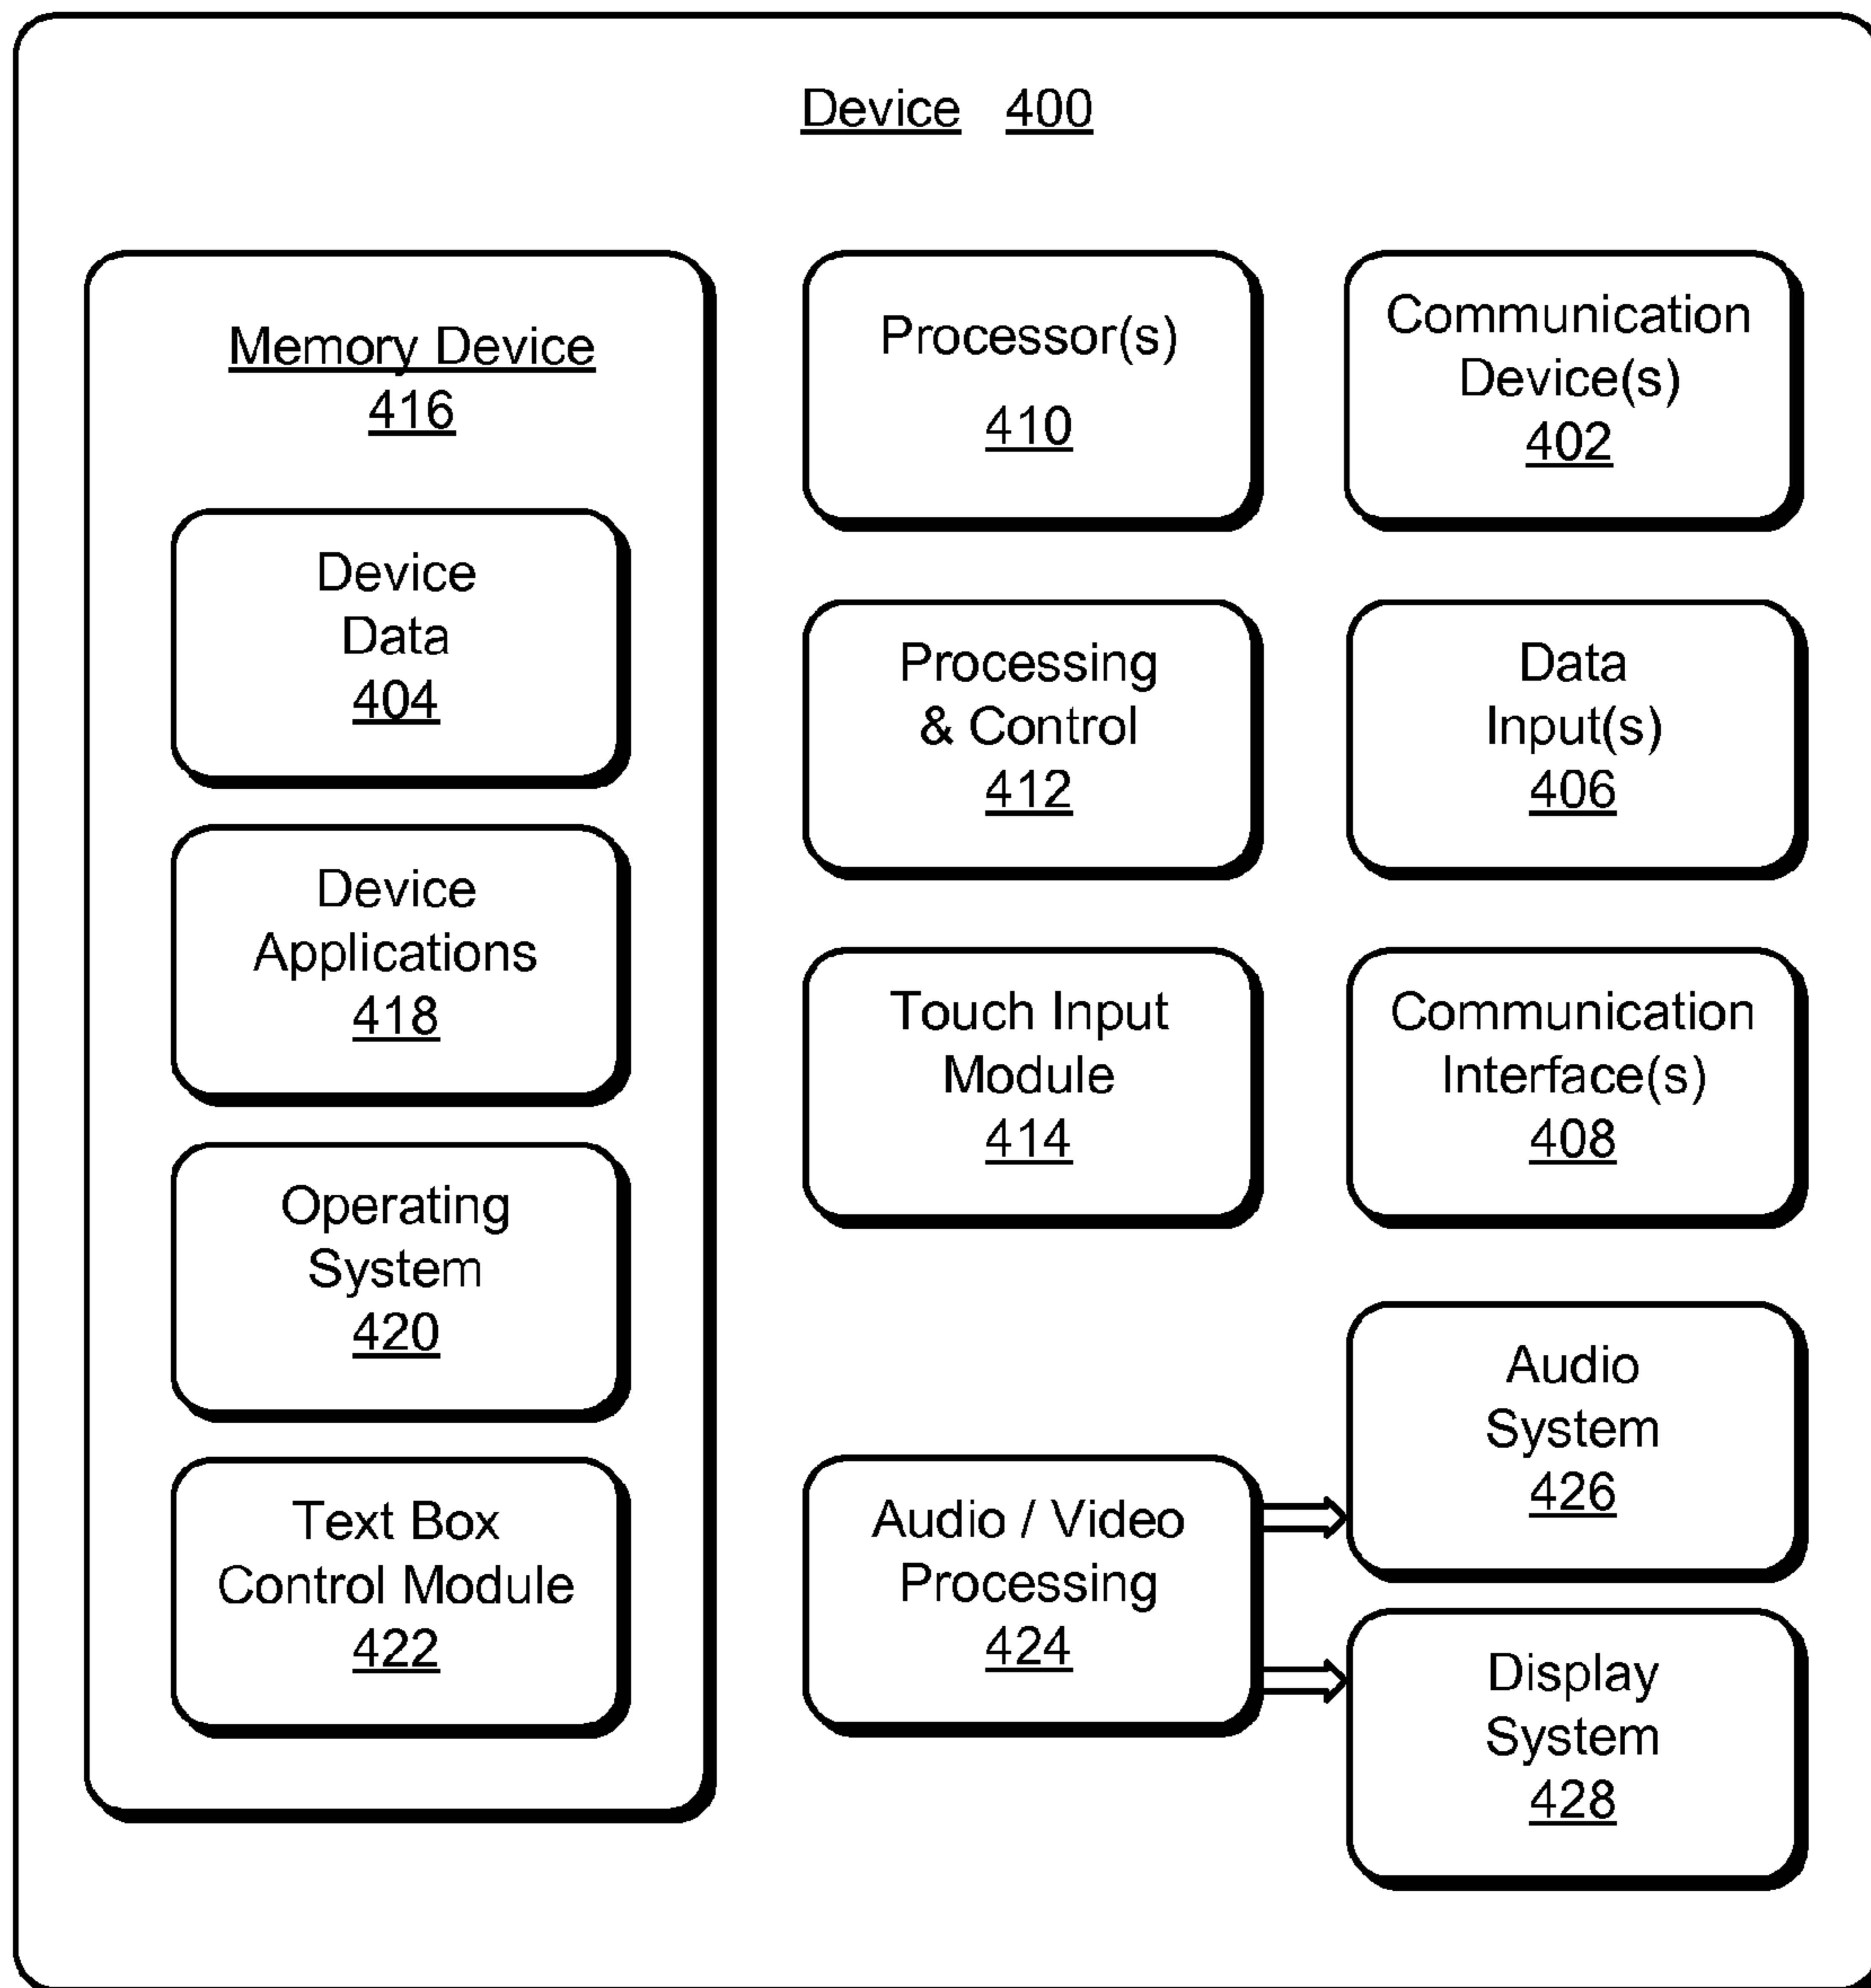 Device 400
Memory Device
416
Device
Data
404
Device
Applications
418
Operating
System
420
Text Box
Control Module
422
Processor(s)
410
Processing
& Control
412
Touch Input
Module
414
Audio / Video
Processing
424
Communication
Device(s)
402
Data
Input(s)
406
Communication
Interface(s)
408
Audio
System
426
Display
System
428